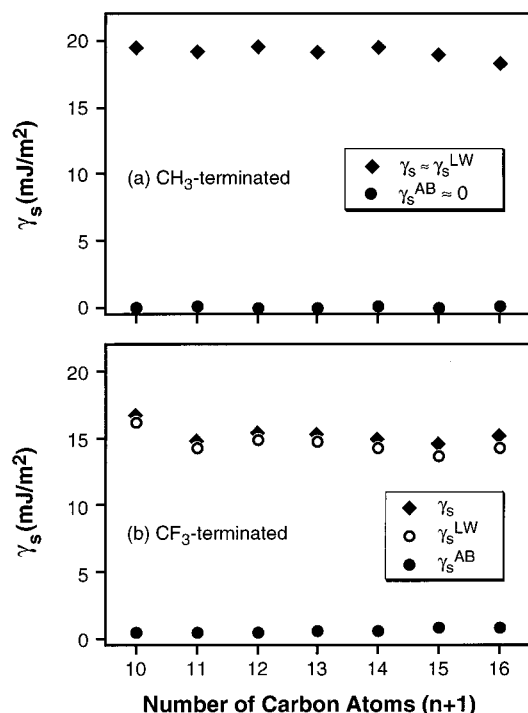 20
15
10
5
0
γₛ (mJ/m²)
(a) CH₃-terminated
γₛ ≈ γₛᴸᵂ
γₛᴬᴮ ≈ 0
20
15
10
5
0
γₛ (mJ/m²)
(b) CF₃-terminated
γₛ
γₛᴸᵂ
γₛᴬᴮ
10 11 12 13 14 15 16
Number of Carbon Atoms (n+1)